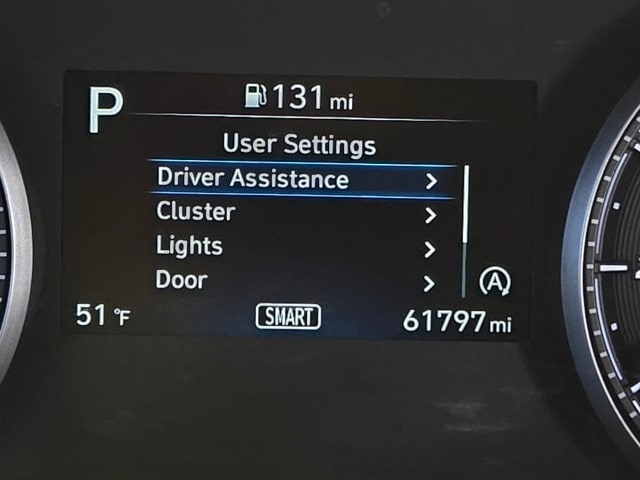 P
131 mi
User Settings
Driver Assistance >
Cluster >
Lights >
Door >
A
51 °F
SMART
61797 mi